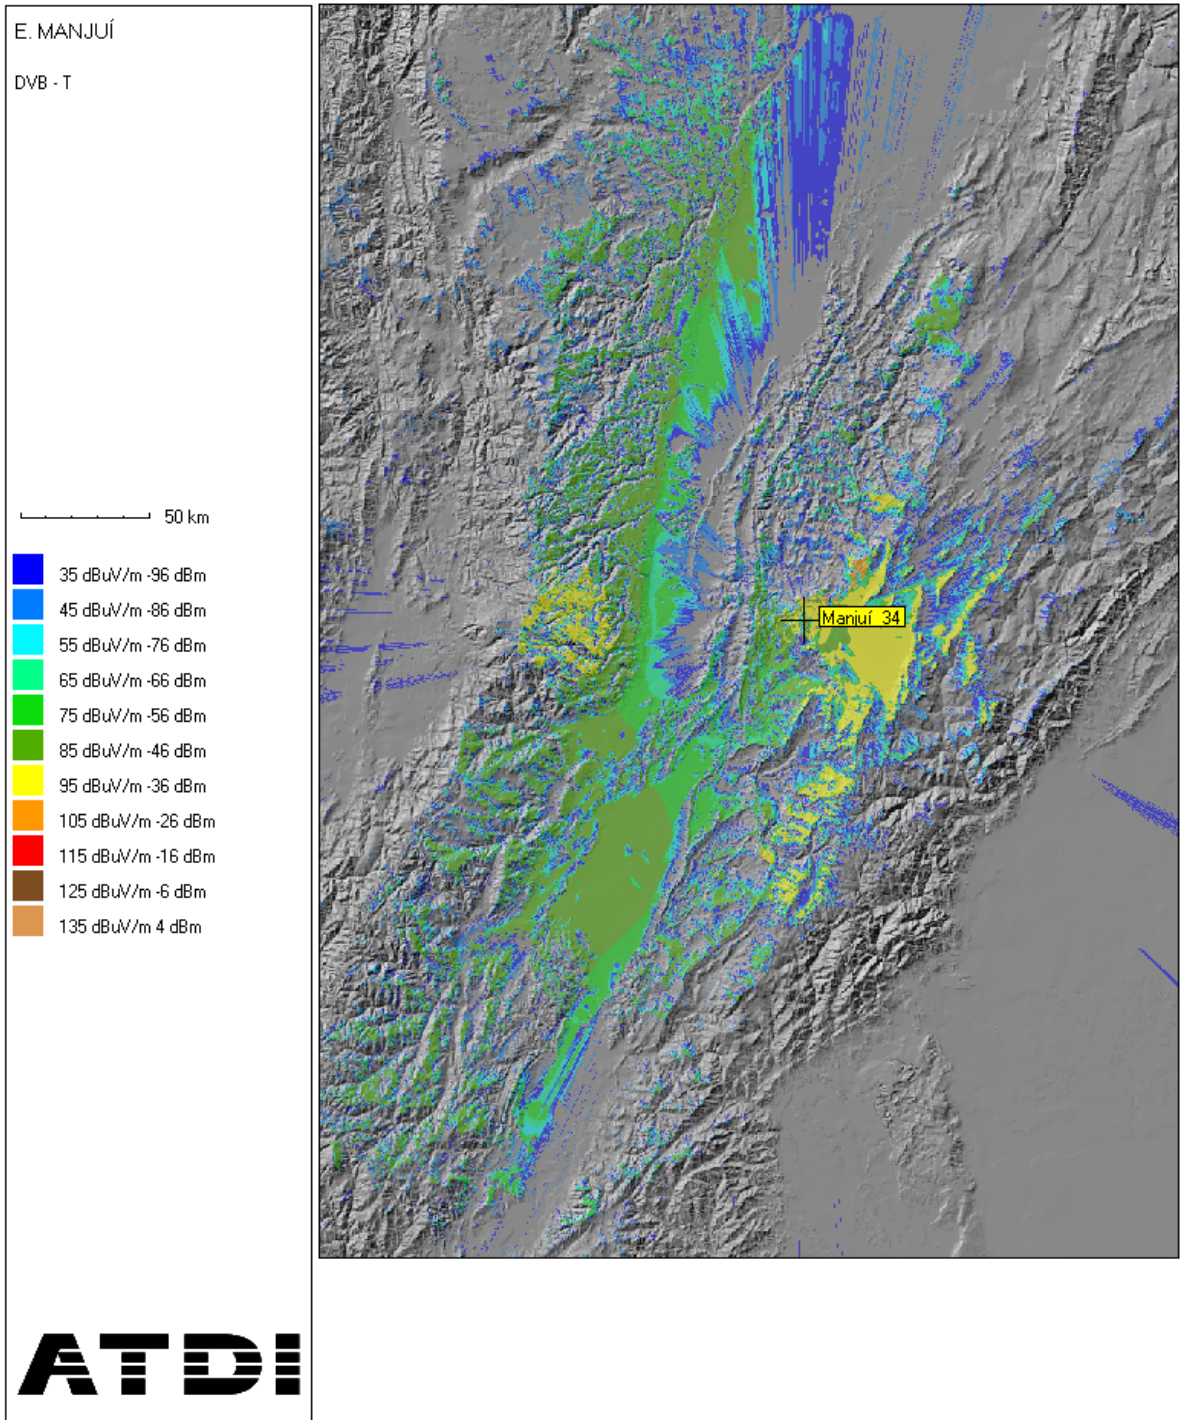 E. MANJUÍ
DVB - T
50 km
35 dBuV/m -96 dBm
45 dBuV/m -86 dBm
55 dBuV/m -76 dBm
65 dBuV/m -66 dBm
75 dBuV/m -56 dBm
85 dBuV/m -46 dBm
95 dBuV/m -36 dBm
105 dBuV/m -26 dBm
115 dBuV/m -16 dBm
125 dBuV/m -6 dBm
135 dBuV/m 4 dBm
Manjuí 34
ATDI